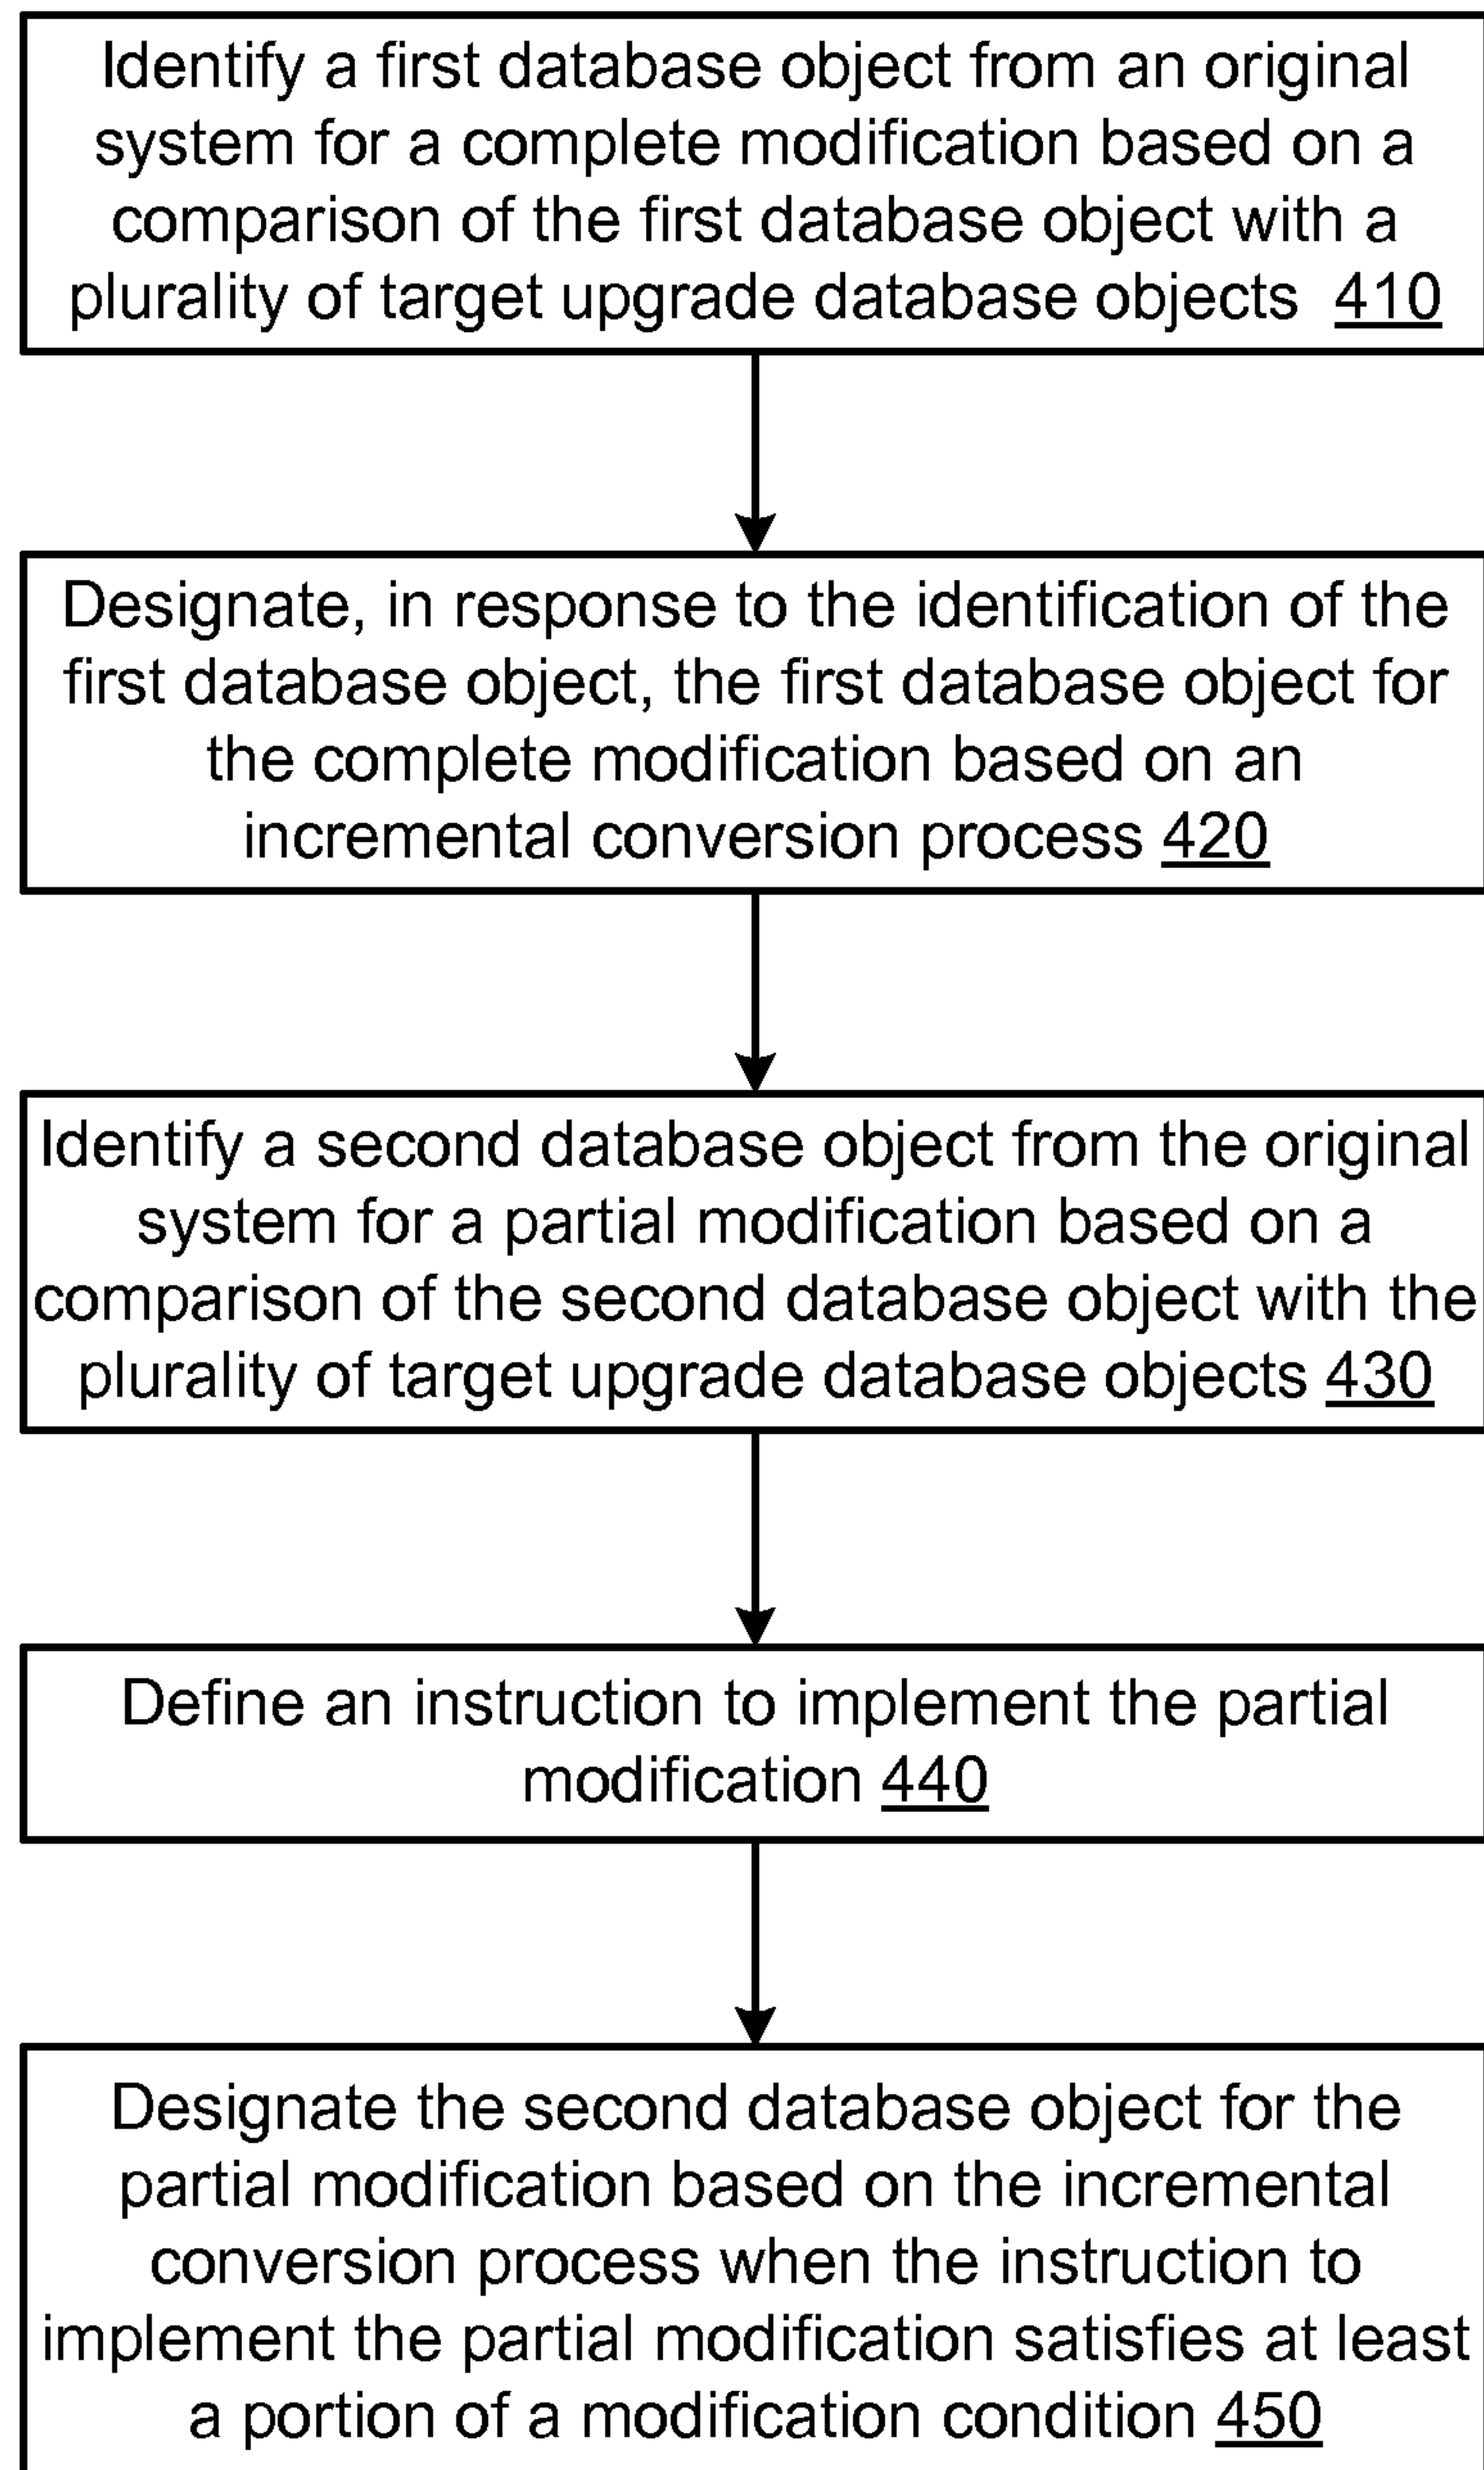 Identify a first database object from an original
system for a complete modification based on a
comparison of the first database object with a
plurality of target upgrade database objects 410
Designate, in response to the identification of the
first database object, the first database object for
the complete modification based on an
incremental conversion process 420
Identify a second database object from the original
system for a partial modification based on a
comparison of the second database object with the
plurality of target upgrade database objects 430
Define an instruction to implement the partial
modification 440
Designate the second database object for the
partial modification based on the incremental
conversion process when the instruction to
implement the partial modification satisfies at least
a portion of a modification condition 450